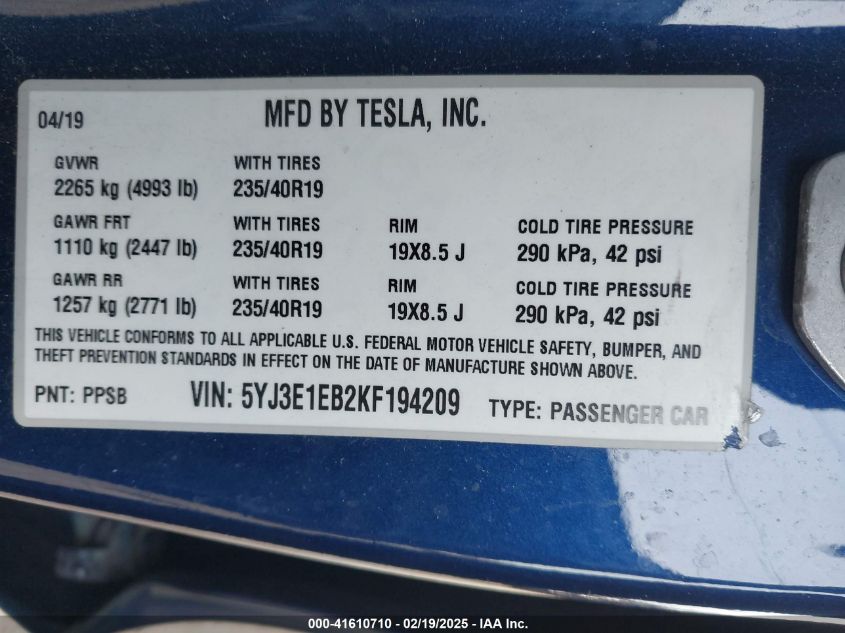 04/19 MFD BY TESLA, INC.
GVWR WITH TIRES
2265 kg (4993 lb) 235/40R19
GAWR FRT WITH TIRES RIM COLD TIRE PRESSURE
1110 kg (2447 lb) 235/40R19 19X8.5 J 290 kPa, 42 psi
GAWR RR WITH TIRES RIM COLD TIRE PRESSURE
1257 kg (2771 lb) 235/40R19 19X8.5 J 290 kPa, 42 psi
THIS VEHICLE CONFORMS TO ALL APPLICABLE U.S. FEDERAL MOTOR VEHICLE SAFETY, BUMPER, AND
THEFT PREVENTION STANDARDS IN EFFECT ON THE DATE OF MANUFACTURE SHOWN ABOVE.
PNT: PPSB VIN: 5YJ3E1EB2KF194209 TYPE: PASSENGER CAR
000-41610710 - 02/19/2025 - IAA Inc.